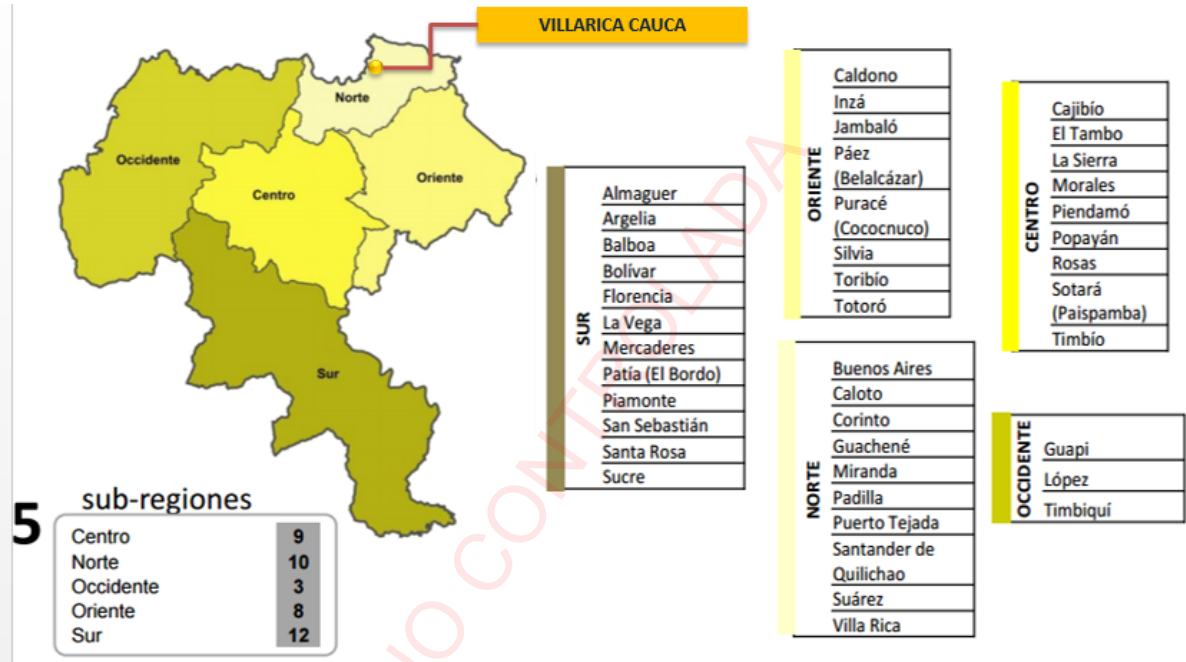 VILLARICA CAUCA
Norte
Occidente
Centro
Oriente
Sur
5
sub-regiones
Centro 9
Norte 10
Occidente 3
Oriente 8
Sur 12
SUR
Almaguer
Argelia
Balboa
Bolívar
Florencia
La Vega
Mercaderes
Patía (El Bordo)
Piamonte
San Sebastián
Santa Rosa
Sucre
ORIENTE
Caldono
Inzá
Jambaló
Páez
(Belalcázar)
Puracé
(Cococnuco)
Silvia
Toribío
Totoró
NORTE
Buenos Aires
Caloto
Corinto
Guachené
Miranda
Padilla
Puerto Tejada
Santander de
Quilichao
Suárez
Villa Rica
CENTRO
Cajibío
El Tambo
La Sierra
Morales
Piendamó
Popayán
Rosas
Sotará
(Paispamba)
Timbío
OCCIDENTE
Guapi
López
Timbiquí
NO CONTROLADA